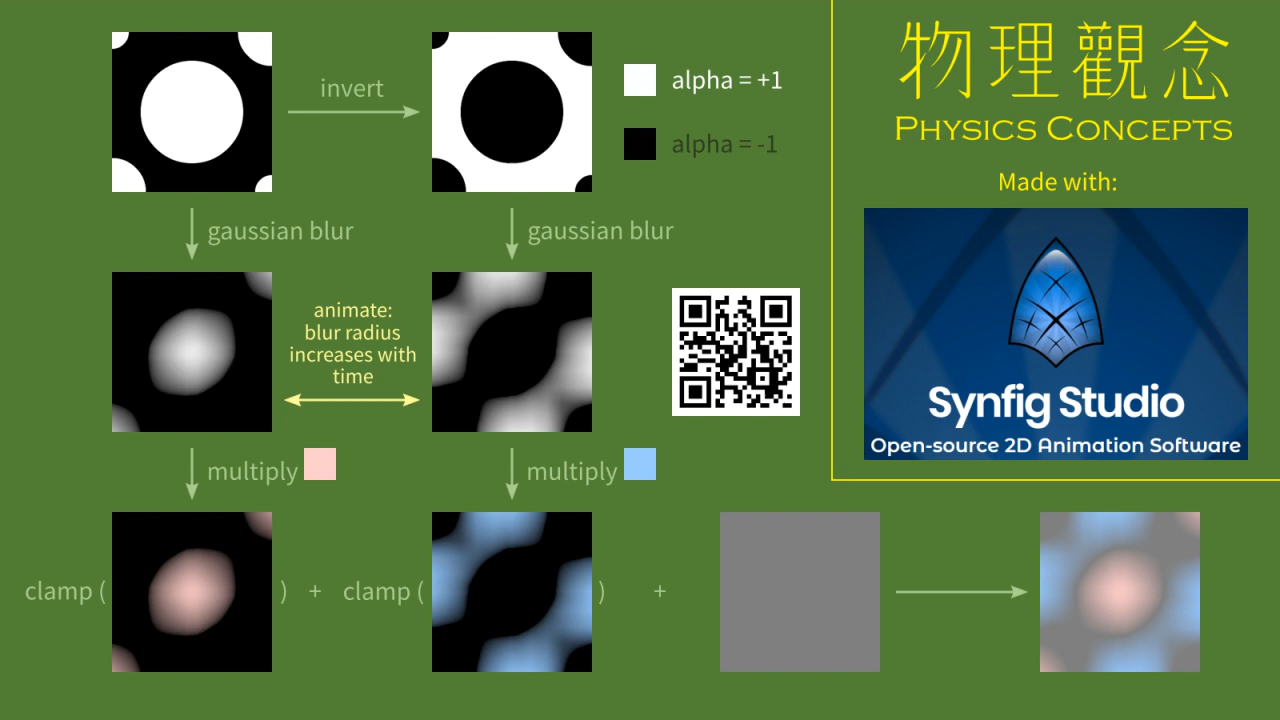 invert
alpha = +1
alpha = -1
gaussian blur
gaussian blur
animate:
blur radius
increases with
time
multiply
multiply
clamp (
)
+
clamp (
)
+
物理觀念
Physics Concepts
Made with:
Synfig Studio
Open-source 2D Animation Software